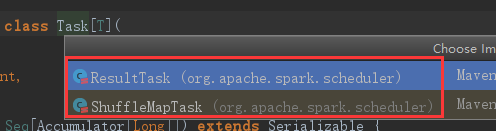 class Task[T](
Choose Im
ent,
ResultTask (org.apache.spark.scheduler) Maven
ShuffleMapTask (org.apache.spark.scheduler) Maven
Seq[Accumulator[Long]]) extends Serializable {